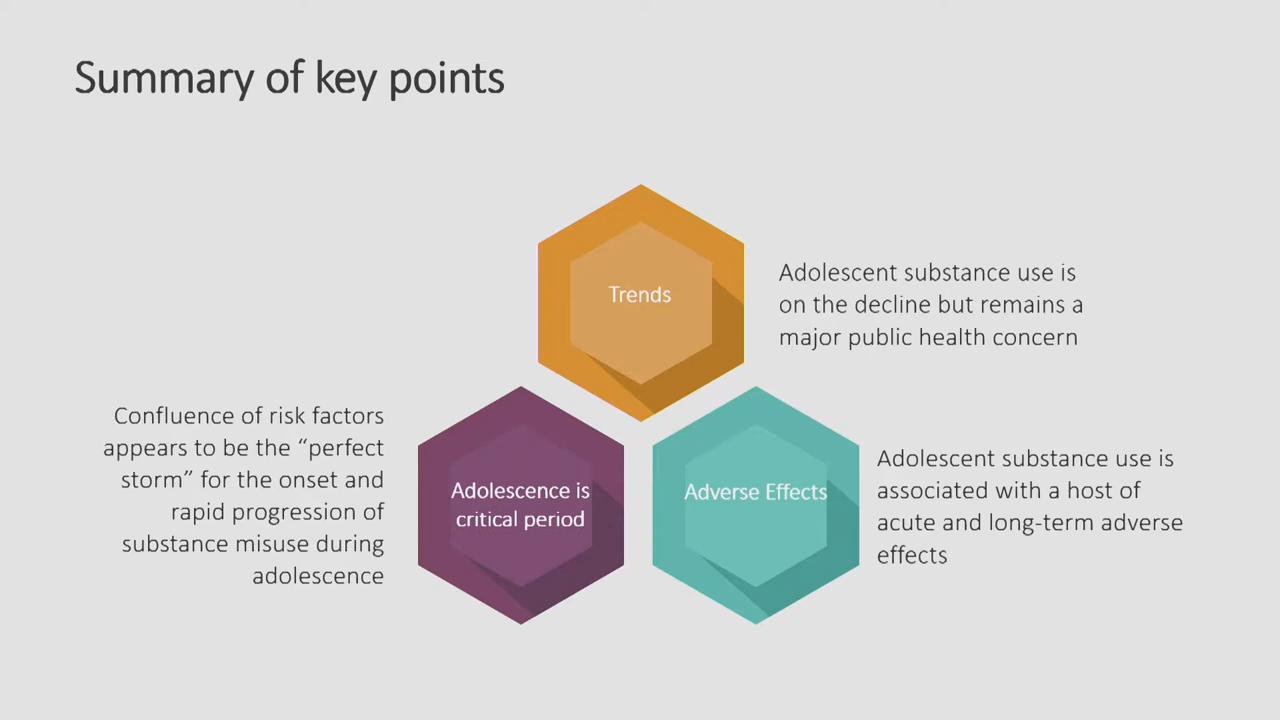 Summary of key points
Trends
Adolescent substance use is
on the decline but remains a
major public health concern
Confluence of risk factors
appears to be the “perfect
storm” for the onset and
rapid progression of
substance misuse during
adolescence
Adolescence is
critical period
Adverse Effects
Adolescent substance use is
associated with a host of
acute and long-term adverse
effects